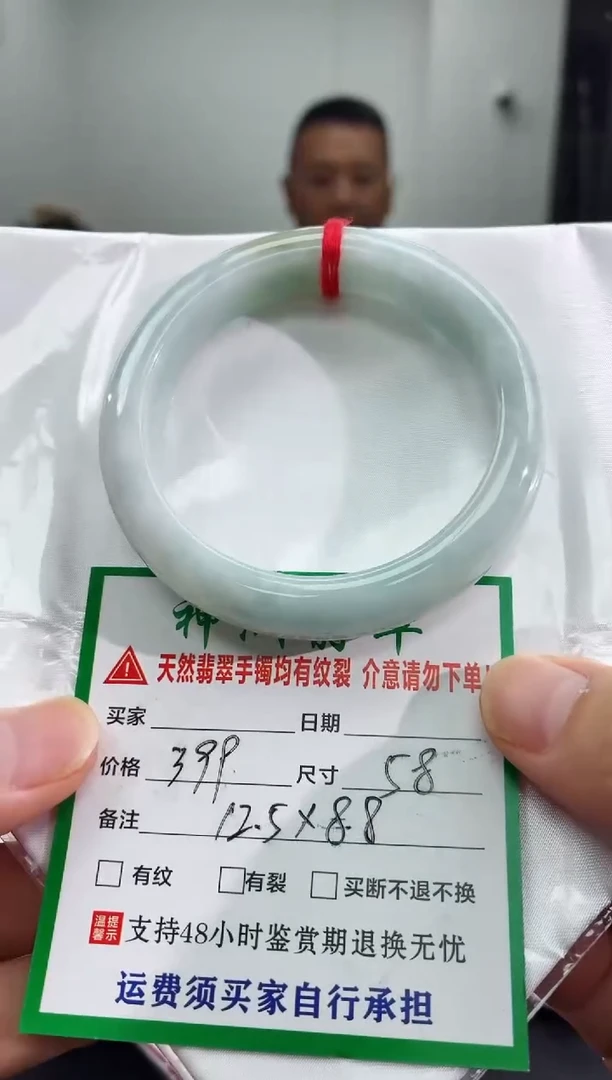 天然翡翠手镯均有纹裂 介意请勿下单!
买家 日期
价格 399 尺寸 58
备注 12.5×8.8
有纹 有裂 买断不退不换
温馨提示 支持48小时鉴赏期退换无忧
运费须买家自行承担